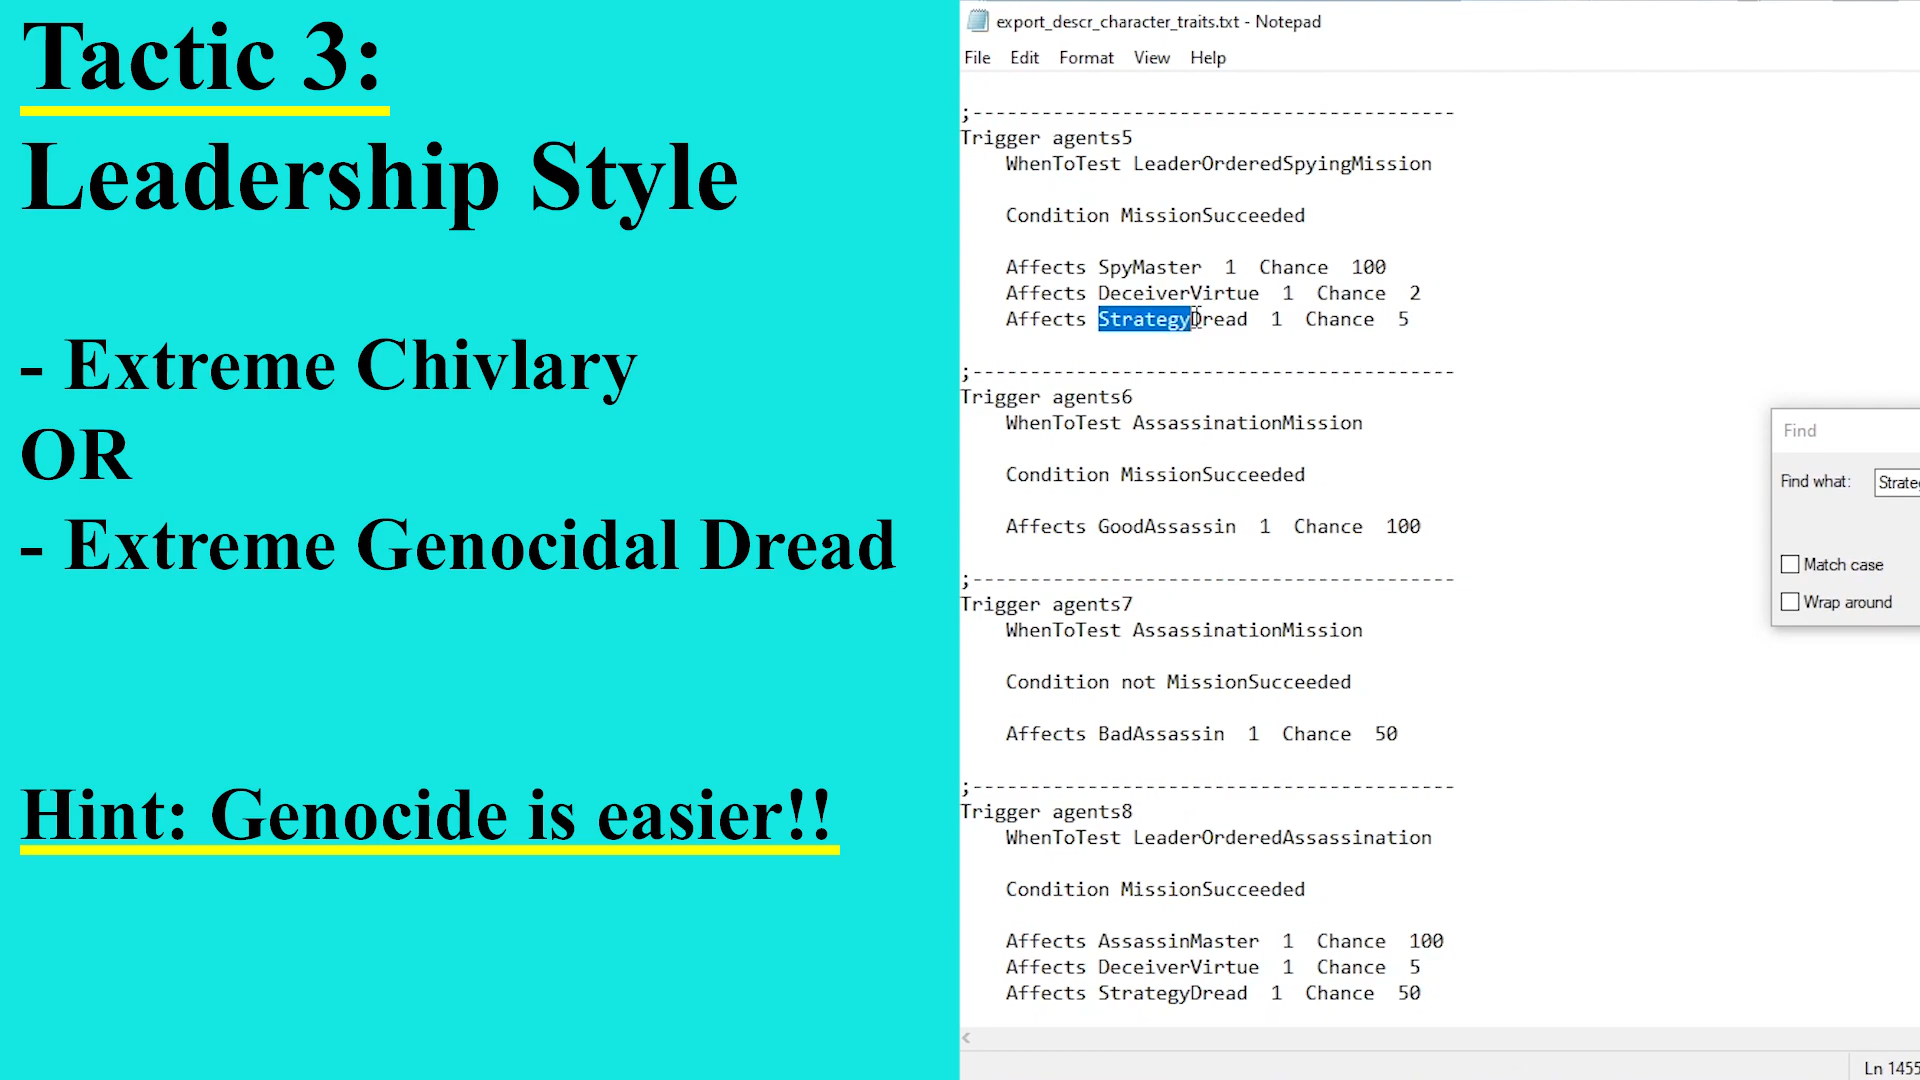 Tactic 3:
Leadership Style
- Extreme Chivlary
OR
- Extreme Genocidal Dread
Hint: Genocide is easier!!
export_descr_character_traits.txt - Notepad
File Edit Format View Help
;------------------------------------------
Trigger agents5
WhenToTest LeaderOrderedSpyingMission
Condition MissionSucceeded
Affects SpyMaster 1 Chance 100
Affects DeceiverVirtue 1 Chance 2
Affects StrategyDread 1 Chance 5
;------------------------------------------
Trigger agents6
WhenToTest AssassinationMission
Condition MissionSucceeded
Affects GoodAssassin 1 Chance 100
;------------------------------------------
Trigger agents7
WhenToTest AssassinationMission
Condition not MissionSucceeded
Affects BadAssassin 1 Chance 50
;------------------------------------------
Trigger agents8
WhenToTest LeaderOrderedAssassination
Condition MissionSucceeded
Affects AssassinMaster 1 Chance 100
Affects DeceiverVirtue 1 Chance 5
Affects StrategyDread 1 Chance 50
Find
Find what: Strate
Match case
Wrap around
Ln 1455